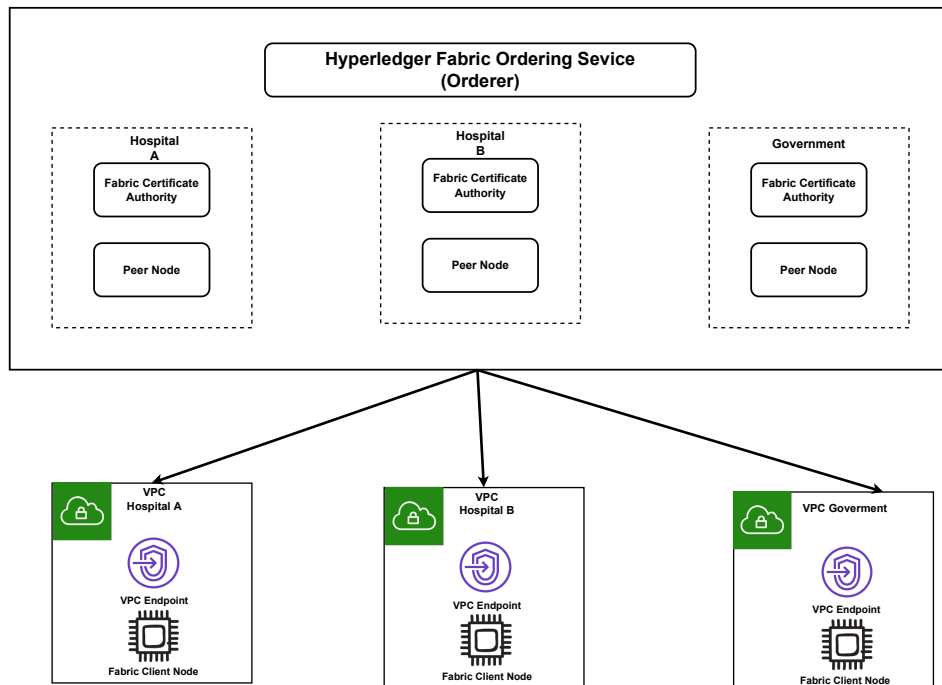 Hyperledger Fabric Ordering Sevice
(Orderer)
Hospital
A
Fabric Certificate
Authority
Peer Node
Hospital
B
Fabric Certificate
Authority
Peer Node
Government
Fabric Certificate
Authority
Peer Node
VPC
Hospital A
VPC Endpoint
Fabric Client Node
VPC
Hospital B
VPC Endpoint
Fabric Client Node
VPC Goverment
VPC Endpoint
Fabric Client Node